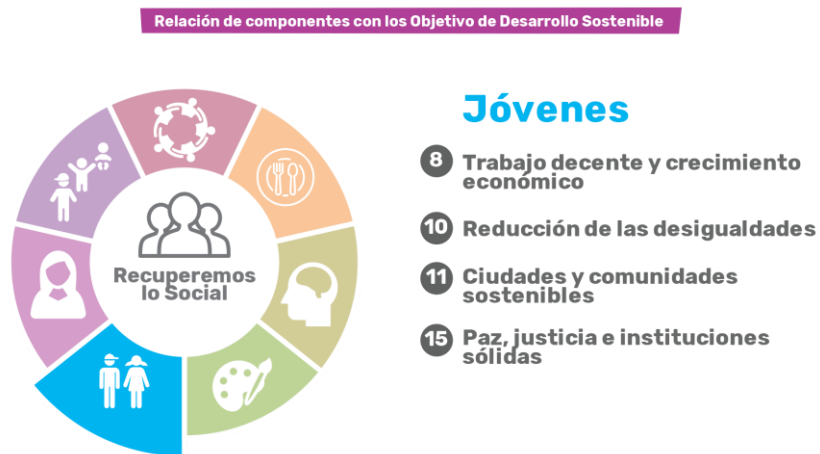 Relación de componentes con los Objetivo de Desarrollo Sostenible
Recuperemos
lo Social
Jóvenes
8 Trabajo decente y crecimiento
económico
10 Reducción de las desigualdades
11 Ciudades y comunidades
sostenibles
15 Paz, justicia e instituciones
sólidas